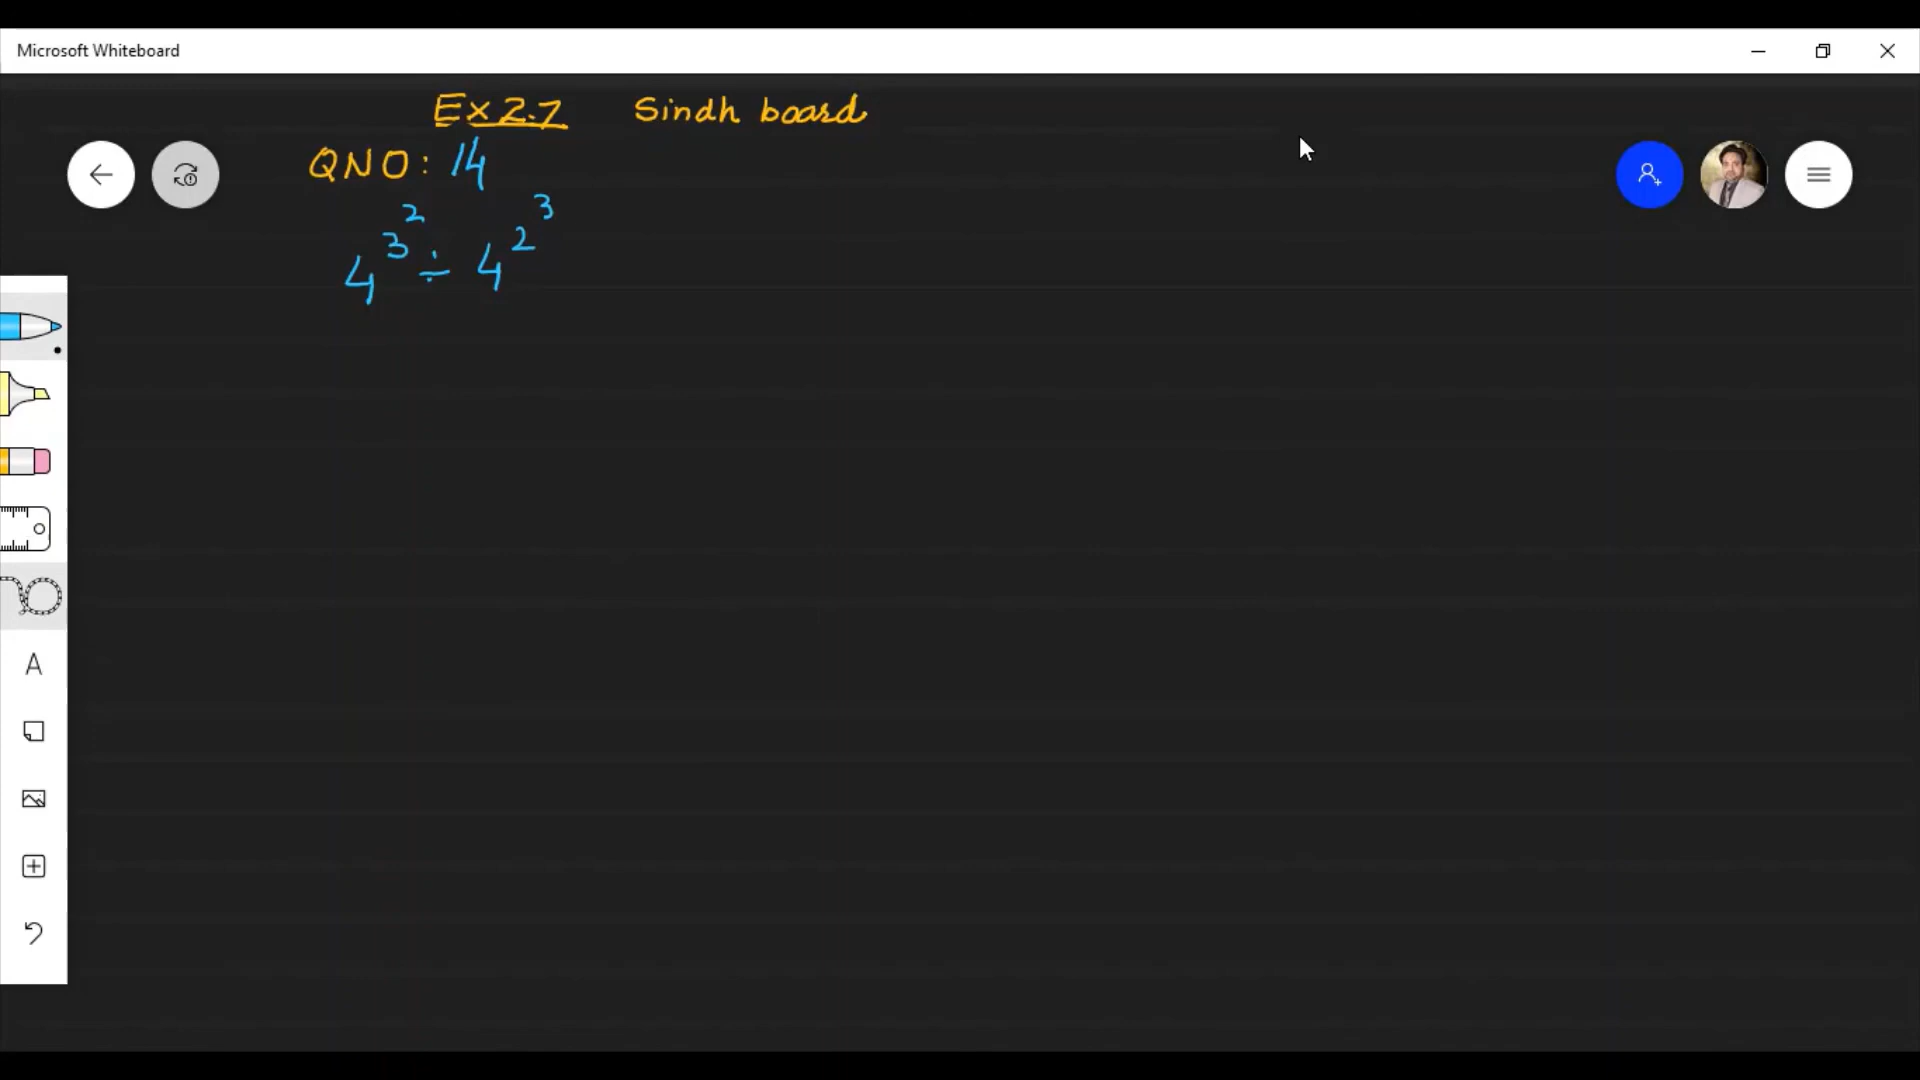 Microsoft Whiteboard
Ex 2.7 Sindh board
QNO: 14
4^3^2 ÷ 4^2^3
A